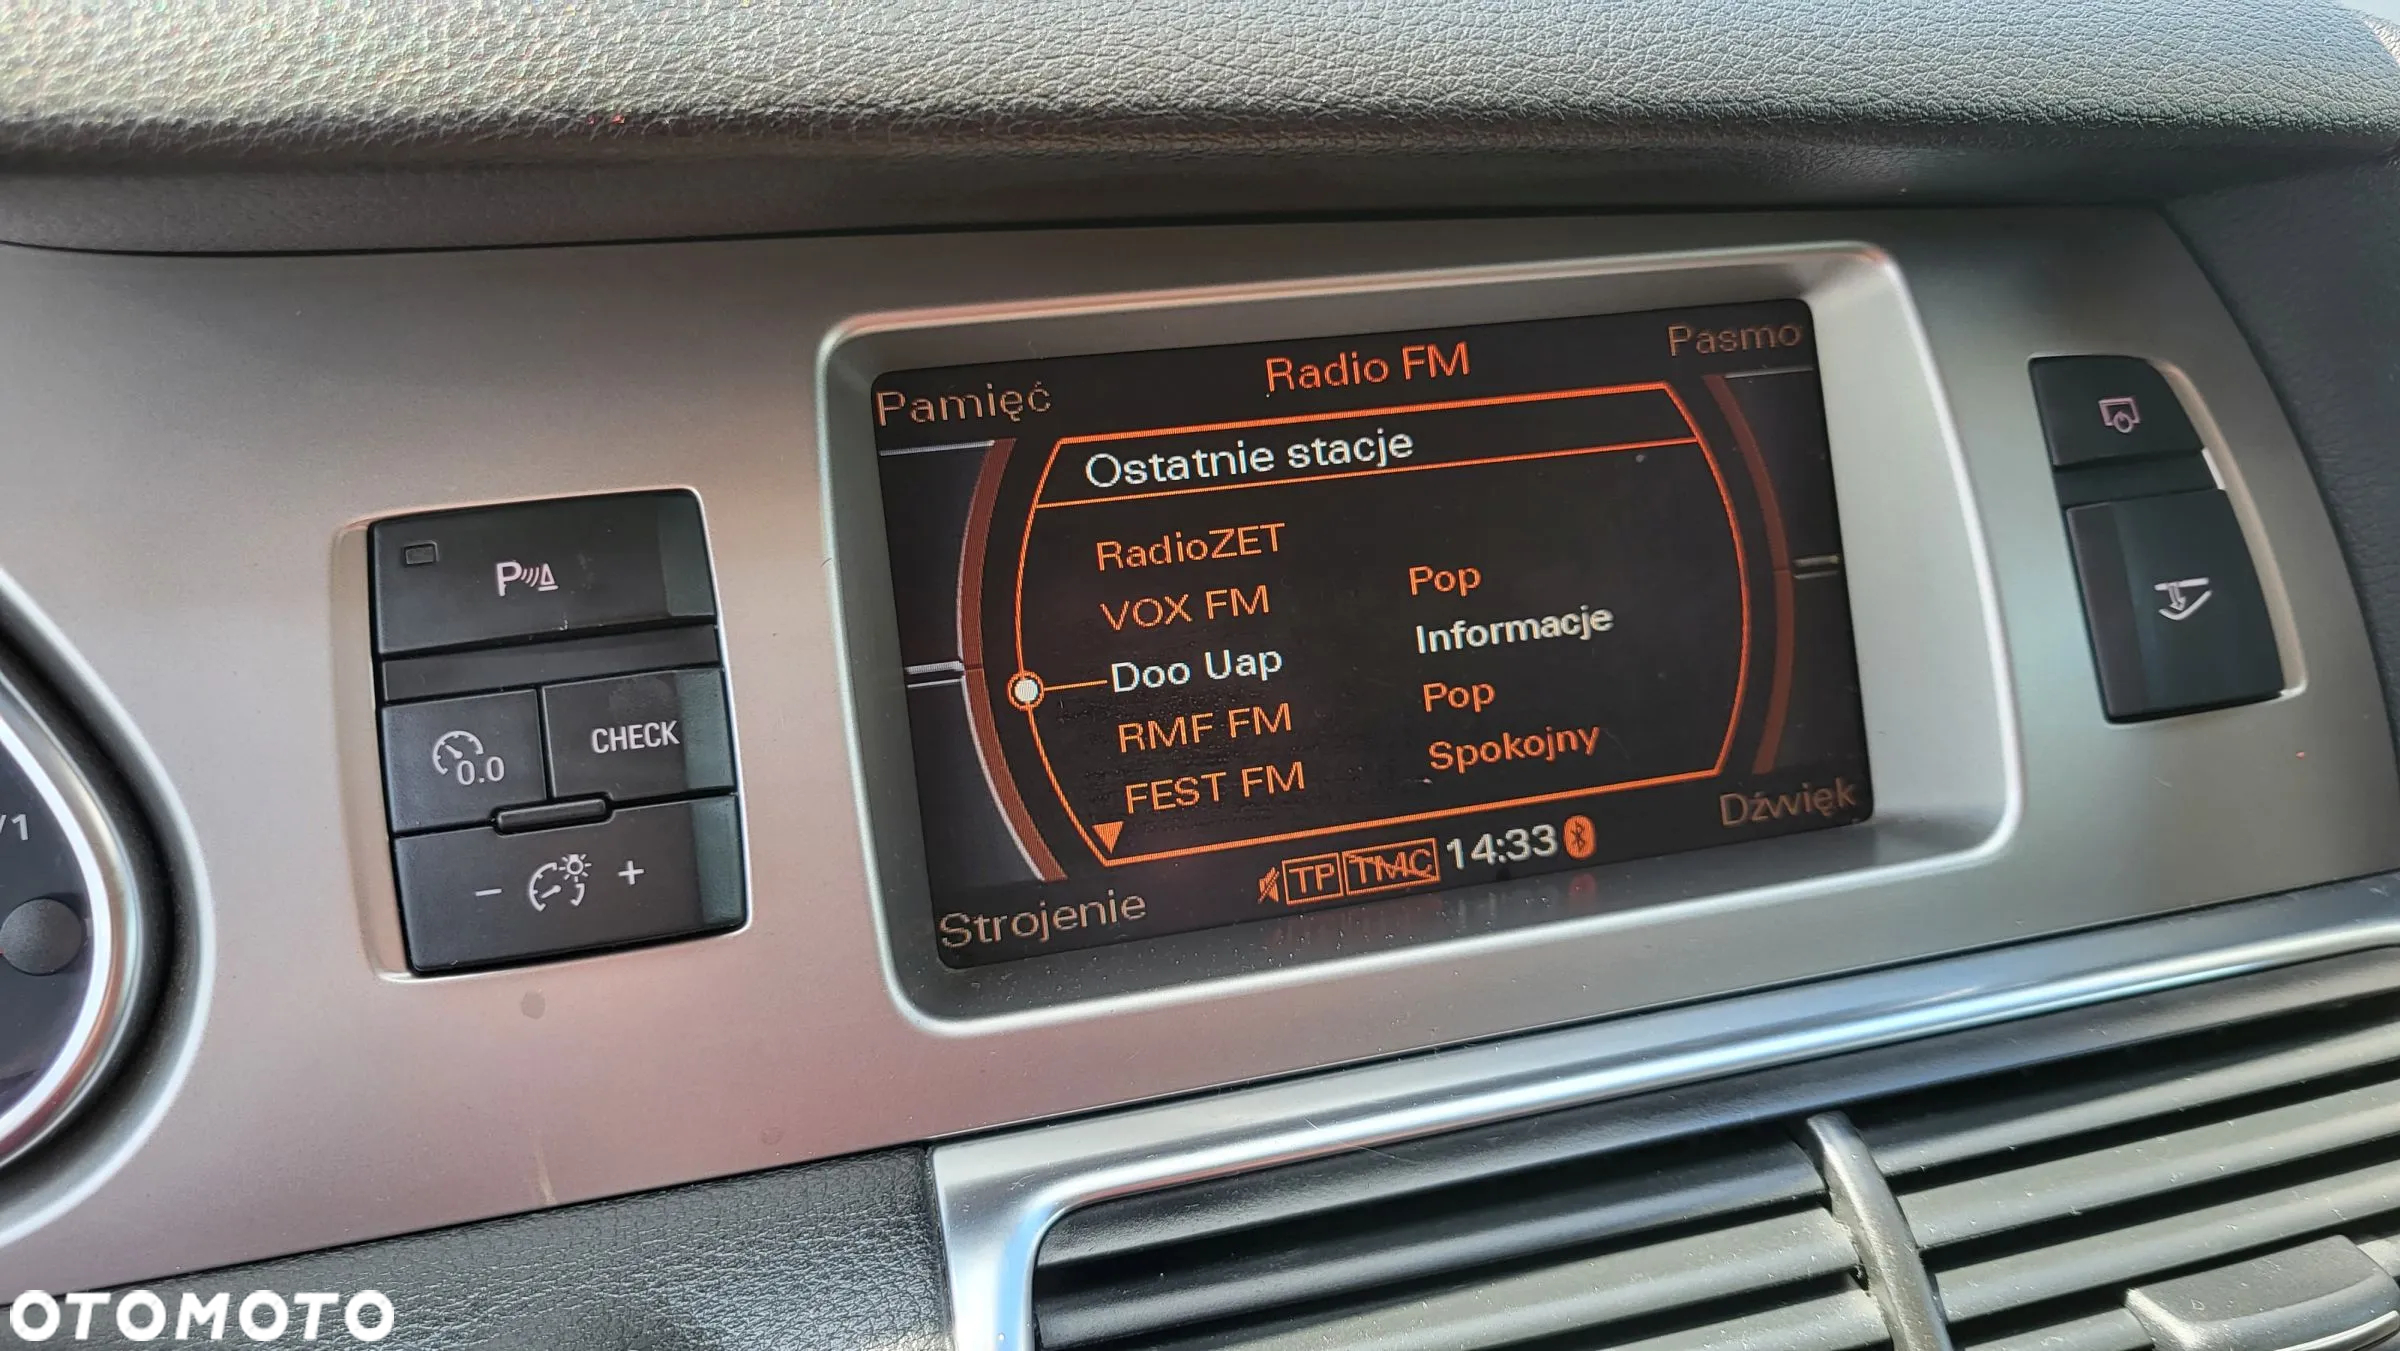 Pamięć
Radio FM
Pasmo
Ostatnie stacje
RadioZET
VOX FM Pop
Doo Uap Informacje
RMF FM Pop
FEST FM Spokojny
TP TMC 14:33
Strojenie
Dźwięk
P
0.0
CHECK
- +
/1
OTOMOTO